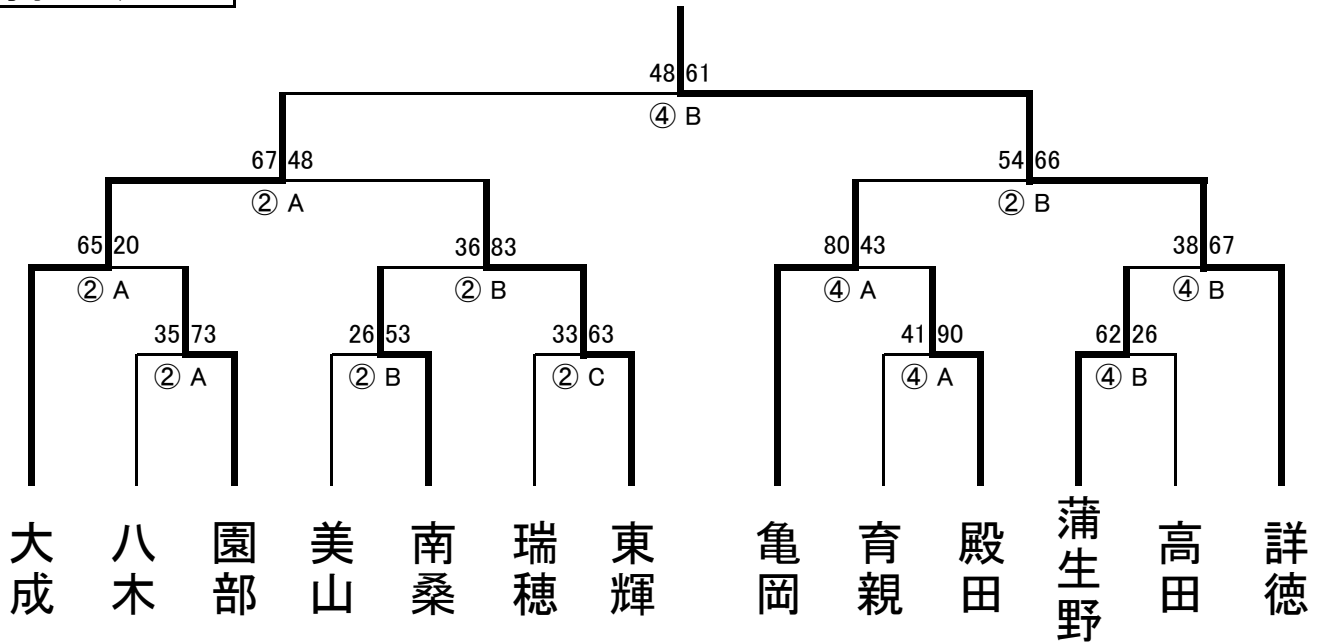 48 61
④ B
67 48
54 66
② A
② B
65 20
36 83
80 43
38 67
② A
② B
④ A
④ B
35 73
26 53
33 63
41 90
62 26
② A
② B
② C
④ A
④ B
大成
八木
園部
美山
南桑
瑞穂
東輝
亀岡
育親
殿田
蒲生野
高田
詳徳